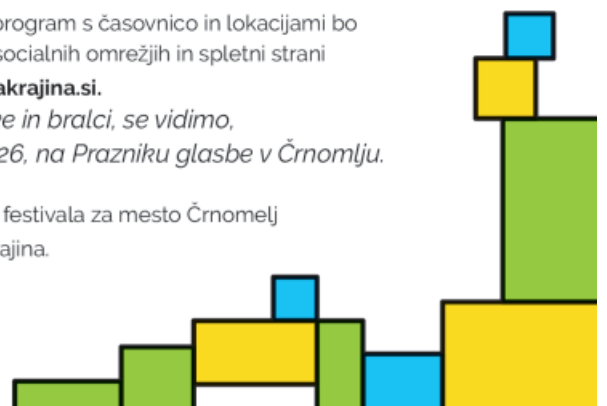 program s časovnico in lokacijami bo
socialnih omrežjih in spletni strani
akrajina.si.
e in bralci, se vidimo,
26, na Prazniku glasbe v Črnomlju.
festivala za mesto Črnomelj
ajina.